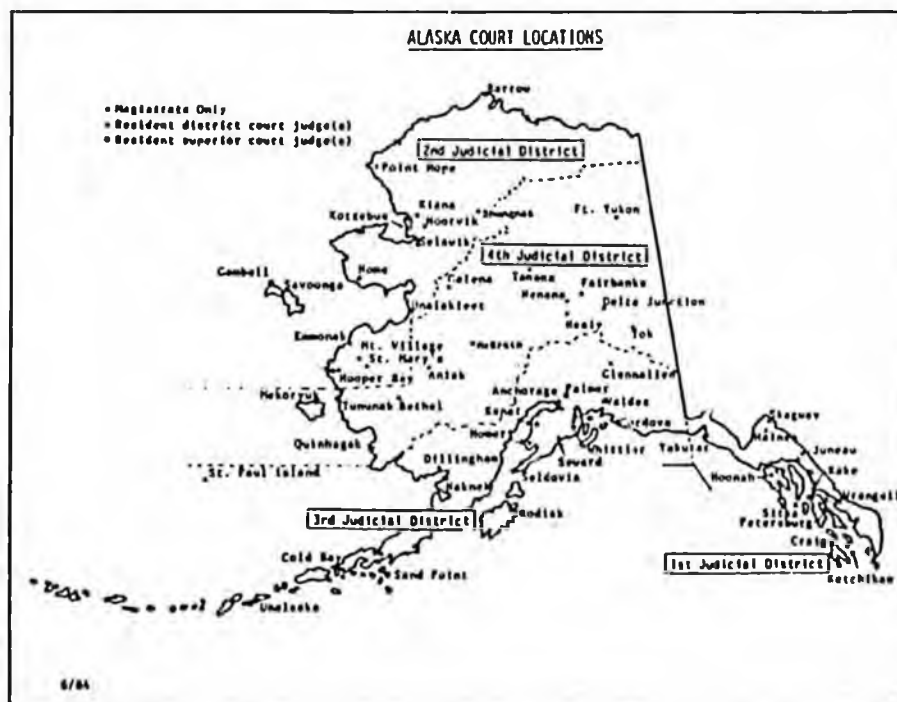 ALASKA COURT LOCATIONS
Magistrate Only
Resident district court judge(s)
Resident superior court judge(s)
Barrow
2nd Judicial District
Point Hope
Kiana
Shungnak
Ft. Yukon
Kotzebue
Noorvik
Selawik
4th Judicial District
Gambell
Savoonga
Nome
Galena
Tanana
Fairbanks
Nenana
Delta Junction
Unalakleet
Healy
Tok
Emmonak
Mt. Village
McGrath
St. Mary's
Glennallen
Hooper Bay
Aniak
Anchorage
Palmer
Mekoryuk
Tununak
Bethel
Kenai
Valdez
Skagway
Cordova
Haines
Quinhagak
Homer
Whittier
Yakutat
Juneau
Dillingham
Seward
Hoonah
Kake
St. Paul Island
Seldovia
Naknek
Wrangell
Sitka
3rd Judicial District
Kodiak
Petersburg
Craig
Cold Bay
Sand Point
1st Judicial District
Ketchikan
Unalaska
6/84